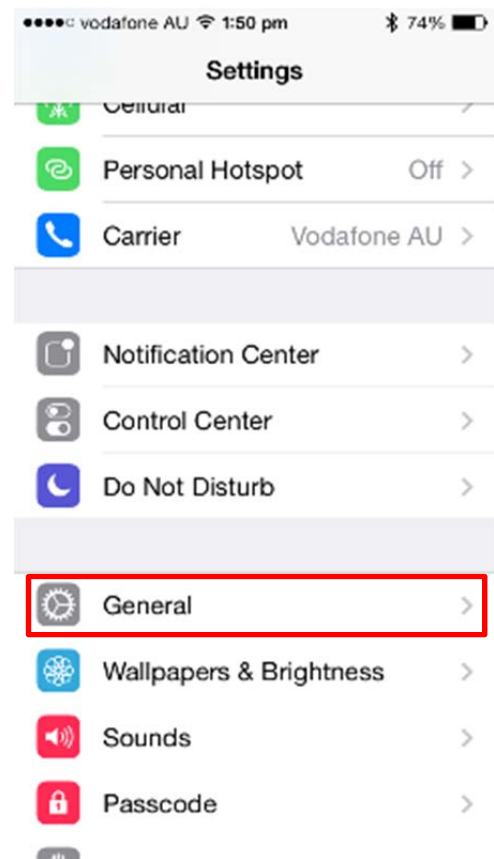 vodafone AU 1:50 pm 74%
Settings
Cellular
Personal Hotspot Off
Carrier Vodafone AU
Notification Center
Control Center
Do Not Disturb
General
Wallpapers & Brightness
Sounds
Passcode